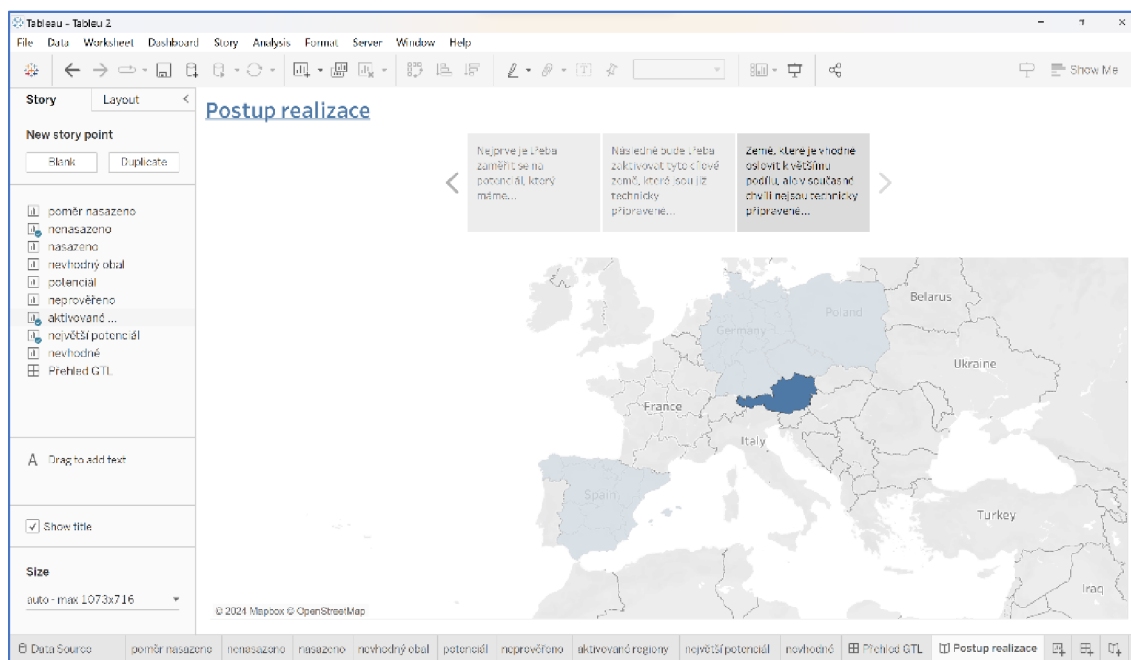 Tableau - Tableu 2
File Data Worksheet Dashboard Story Analysis Format Server Window Help
Show Me
Story Layout
Postup realizace
New story point
Blank Duplicate
Nejprve je třeba
zaměřit se na
potenciál, který
máme...
Následně bude třeba
zaktivovat tyto cílové
země, které jsou již
technicky
připravené...
Země, které je vhodné
oslovit k většímu
podílu, ale v současné
chvíli nejsou technicky
připravené...
poměr nasazeno
nenasazeno
nasazeno
nevhodný obal
potenciál
neprověřeno
aktivované ...
největší potenciál
nevhodné
Přehled GTL
A Drag to add text
Show title
Size
auto - max 1073x716
Belarus
Poland
Germany
Ukraine
France
Italy
Spain
Turkey
Iraq
© 2024 Mapbox © OpenStreetMap
Data Source poměr nasazeno nenasazeno nasazeno nevhodný obal potenciál neprověřeno aktivované regiony největší potenciál nevhodné Přehled GTL Postup realizace